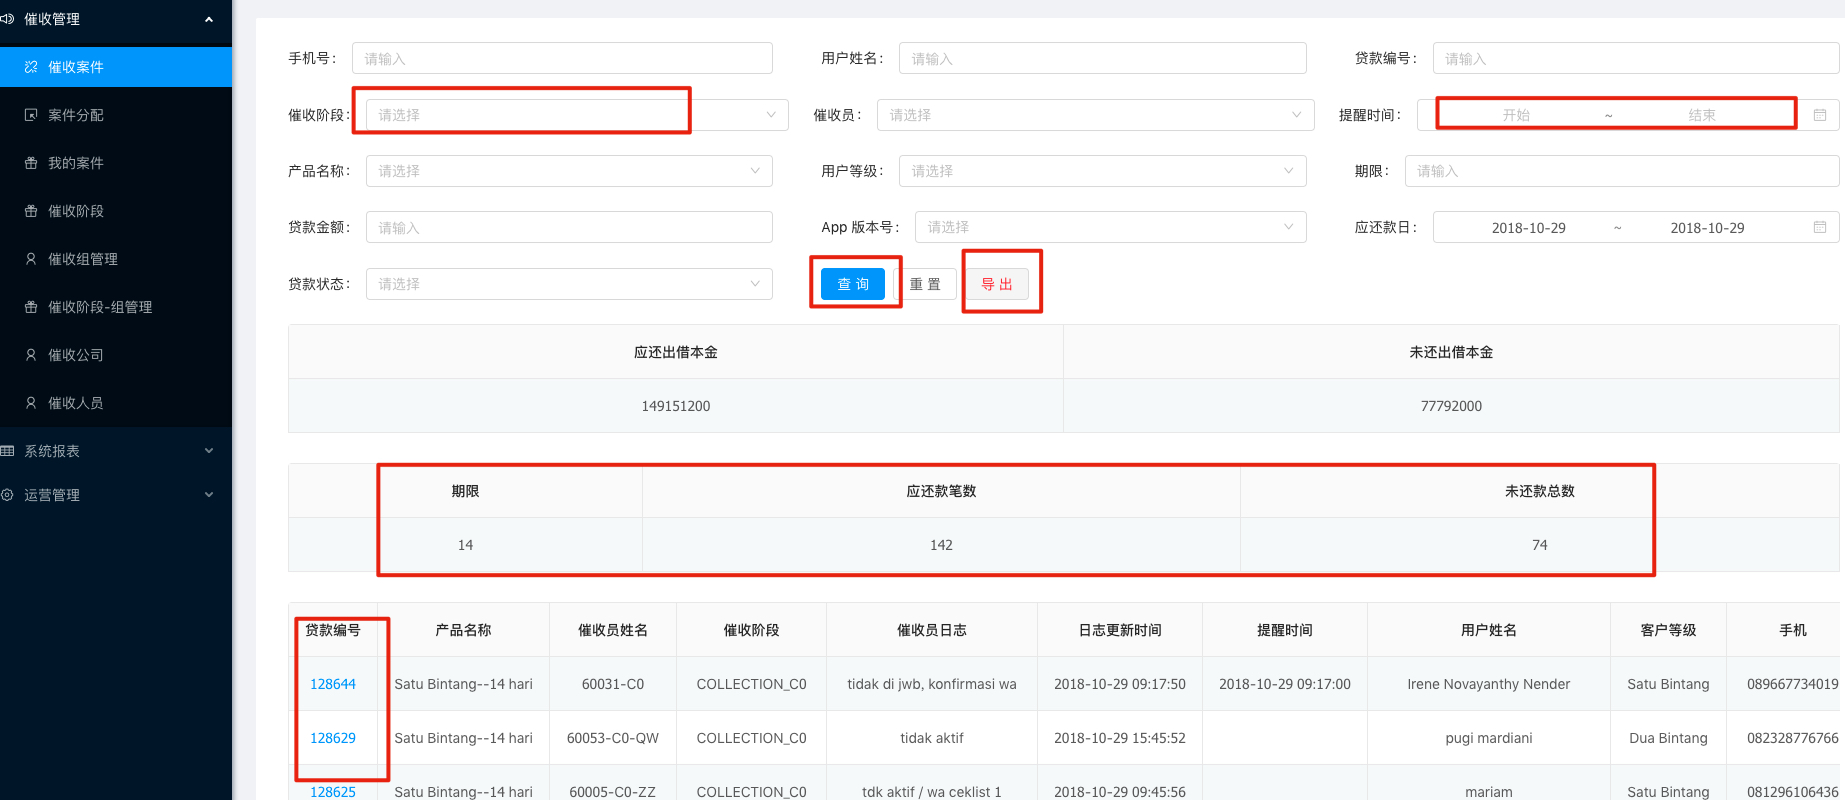 催收管理
催收案件
案件分配
我的案件
催收阶段
催收组管理
催收阶段-组管理
催收公司
催收人员
系统报表
运营管理
手机号： 请输入 用户姓名： 请输入 贷款编号： 请输入
催收阶段： 请选择 催收员： 请选择 提醒时间： 开始 ~ 结束
产品名称： 请选择 用户等级： 请选择 期限： 请输入
贷款金额： 请输入 App 版本号： 请选择 应还款日： 2018-10-29 ~ 2018-10-29
贷款状态： 请选择 查 询 重 置 导 出
应还出借本金 未还出借本金
149151200 77792000
期限 应还款笔数 未还款总数
14 142 74
贷款编号 产品名称 催收员姓名 催收阶段 催收员日志 日志更新时间 提醒时间 用户姓名 客户等级 手机
128644 Satu Bintang--14 hari 60031-C0 COLLECTION_C0 tidak di jwb, konfirmasi wa 2018-10-29 09:17:50 2018-10-29 09:17:00 Irene Novayanthy Nender Satu Bintang 089667734019
128629 Satu Bintang--14 hari 60053-C0-QW COLLECTION_C0 tidak aktif 2018-10-29 15:45:52 pugi mardiani Dua Bintang 082328776766
128625 Satu Bintang--14 hari 60005-C0-ZZ COLLECTION_C0 tdk aktif / wa ceklist 1 2018-10-29 09:45:56 mariam Satu Bintang 081296106436